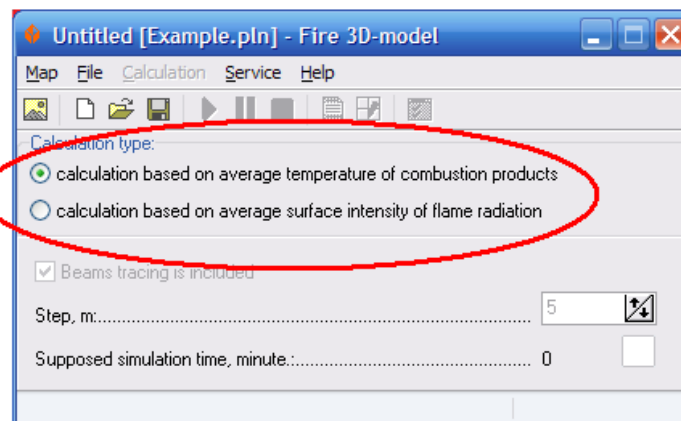 Untitled [Example.pln] - Fire 3D-model
Map File Calculation Service Help
Calculation type:
calculation based on average temperature of combustion products
calculation based on average surface intensity of flame radiation
Beams tracing is included
Step, m:.......................................................................................... 5
Supposed simulation time, minute.:................................................. 0